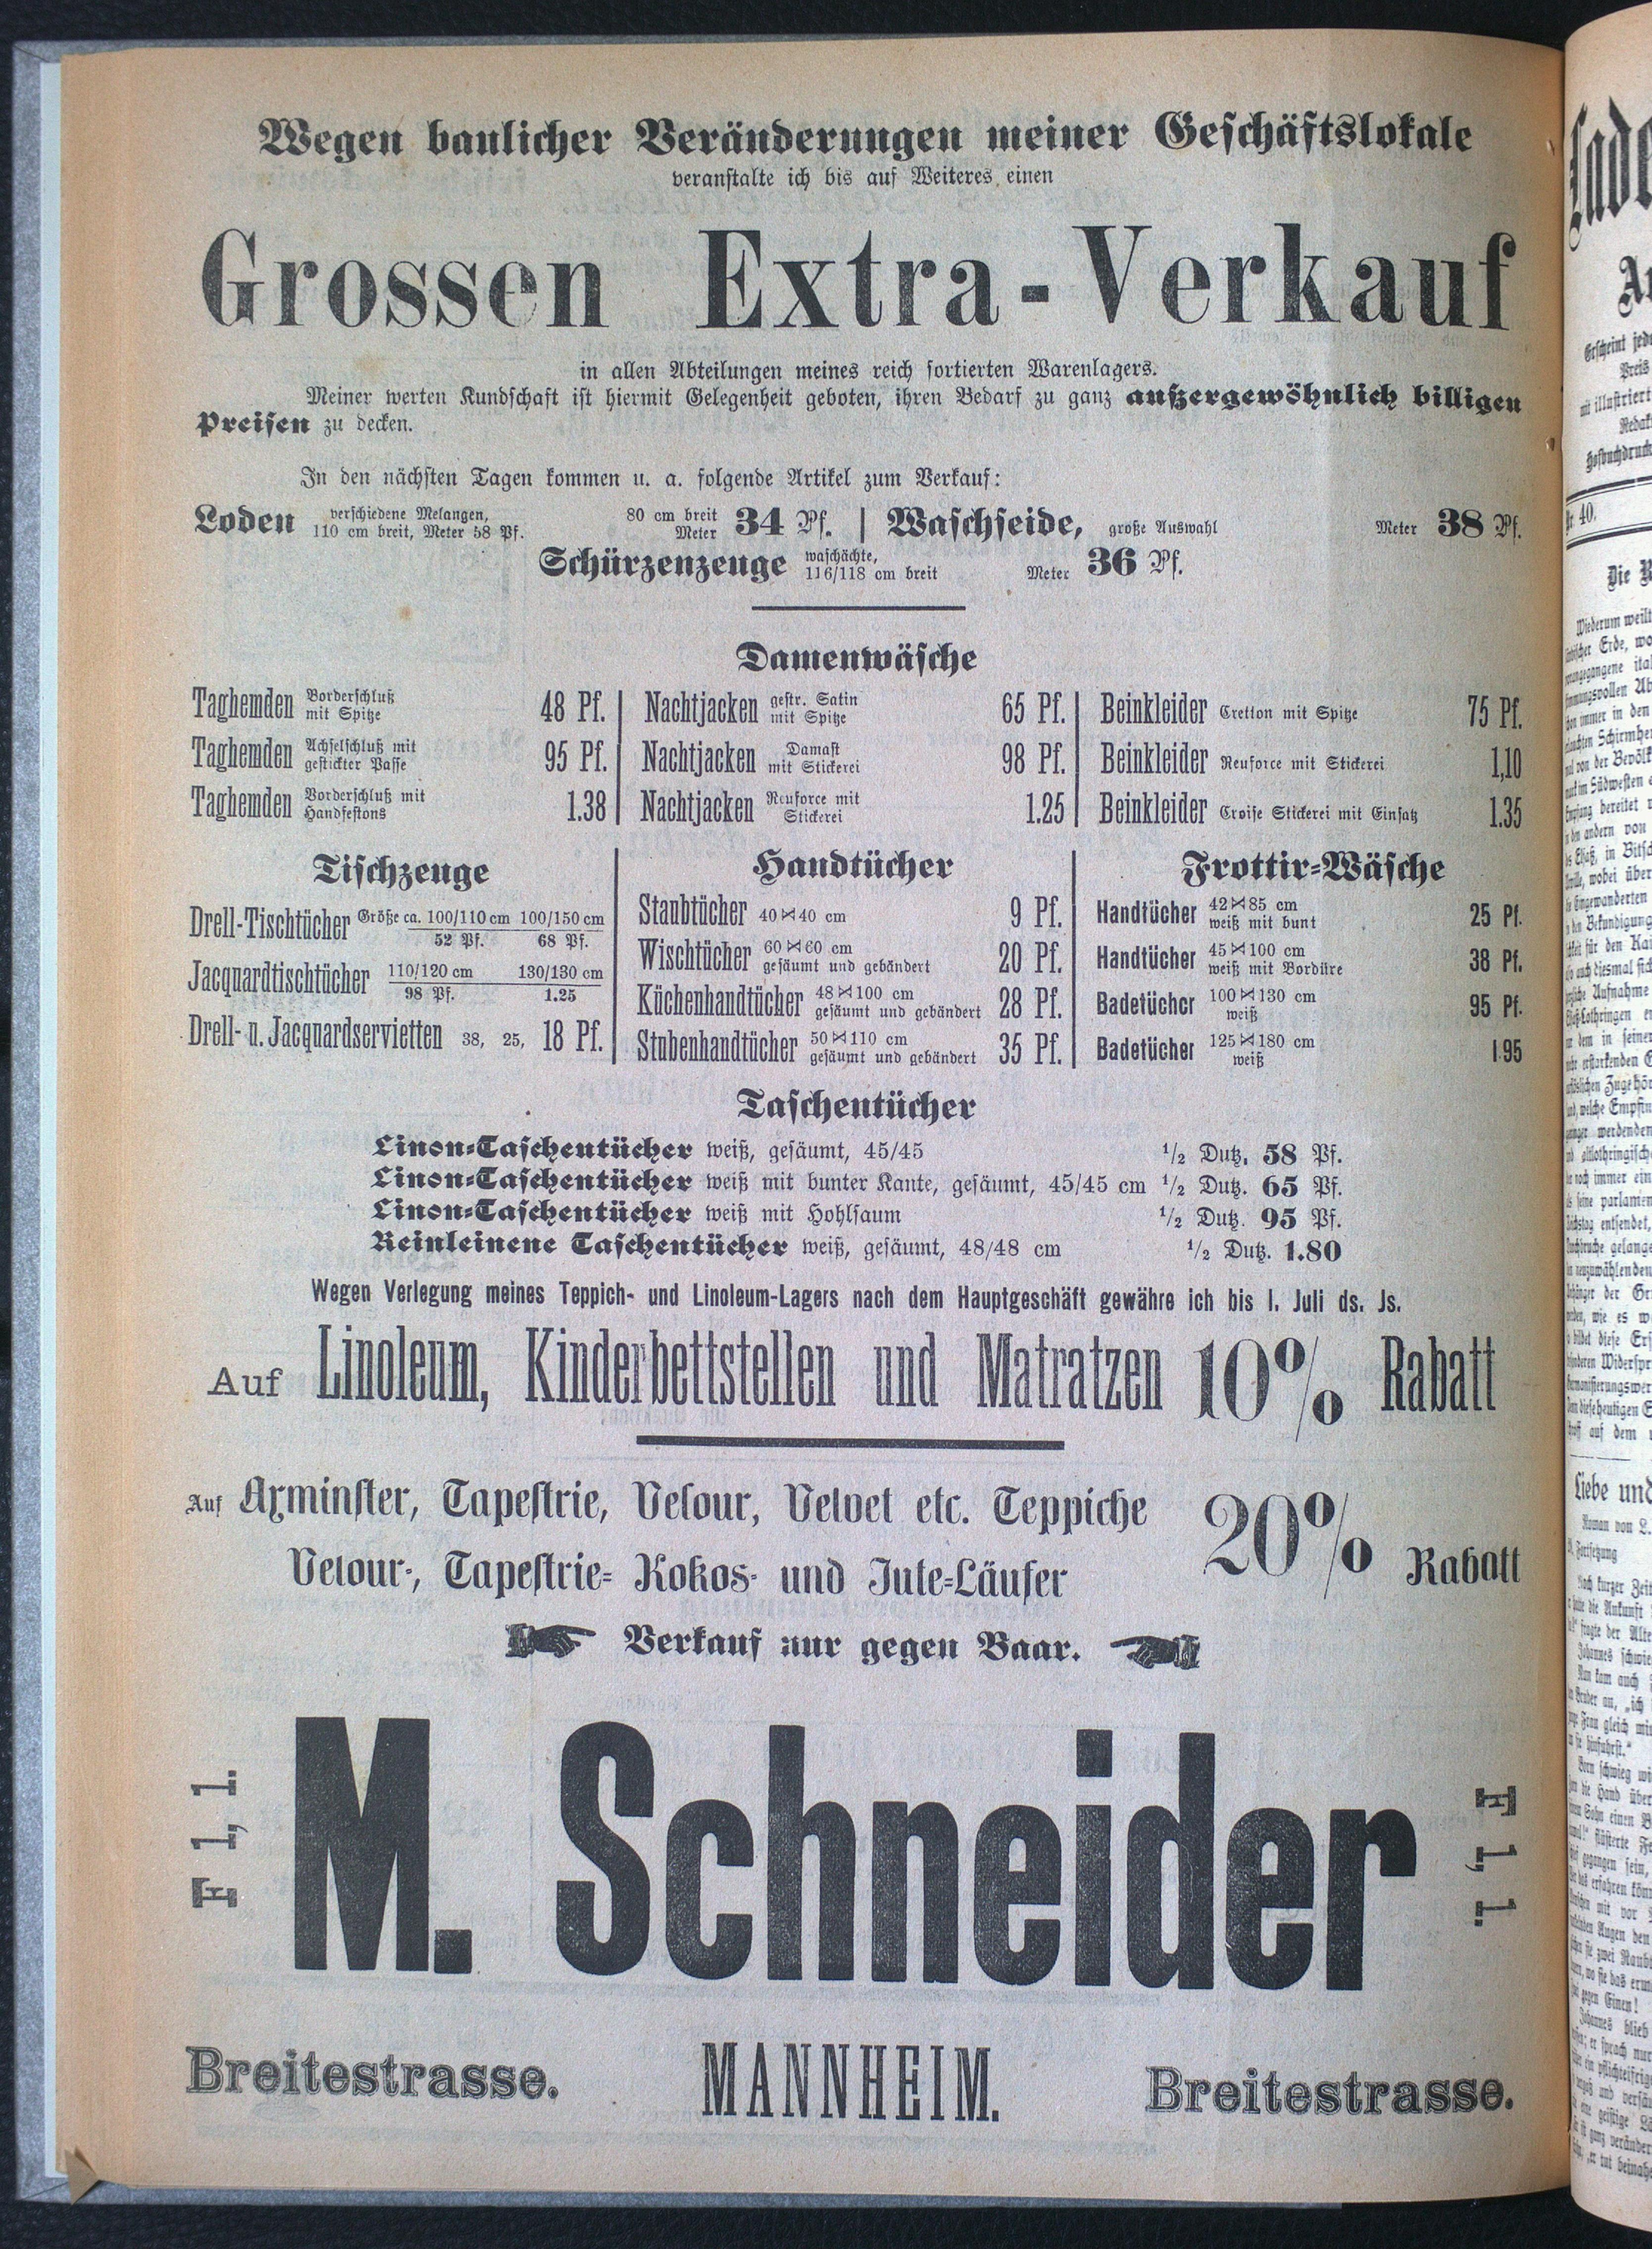 Wegen baulicher Veränderungen meiner Geschäftslokale
veranstalte ich bis auf Weiteres einen
Grossen Extra-Verkauf
in allen Abteilungen meines reich sortierten Warenlagers.
Meiner werten Kundschaft ist hiermit Gelegenheit geboten, ihren Bedarf zu ganz außergewöhnlich billigen
Preisen zu decken.
In den nächsten Tagen kommen u. a. folgende Artikel zum Verkauf:
Loden verschiedene Melangen, 110 cm breit, Meter 58 Pf. 80 cm breit Meter 34 Pf. | Waschseide, große Auswahl Meter 38 Pf.
Schürzenzeuge waschächte, 116/118 cm breit Meter 36 Pf.
Damenwäsche
Taghemden Vorderschluß mit Spitze 48 Pf.
Taghemden Achselschluß mit gestickter Passe 95 Pf.
Taghemden Vorderschluß mit Handfestons 1.38
Nachtjacken gestr. Satin mit Spitze 65 Pf.
Nachtjacken Damast mit Stickerei 98 Pf.
Nachtjacken Renforce mit Stickerei 1.25
Beinkleider Cretton mit Spitze 75 Pf.
Beinkleider Renforce mit Stickerei 1,10
Beinkleider Croise Stickerei mit Einsatz 1.35
Tischzeuge
Drell-Tischtücher Größe ca. 100/110 cm 100/150 cm
52 Pf. 68 Pf.
Jacquardtischtücher 110/120 cm 130/130 cm
98 Pf. 1.25
Drell- u. Jacquardservietten 38, 25, 18 Pf.
Handtücher
Staubtücher 40⋈40 cm 9 Pf.
Wischtücher 60⋈60 cm gesäumt und gebändert 20 Pf.
Küchenhandtücher 48⋈100 cm gesäumt und gebändert 28 Pf.
Stubenhandtücher 50⋈110 cm gesäumt und gebändert 35 Pf.
Frottir-Wäsche
Handtücher 42⋈85 cm weiß mit bunt 25 Pf.
Handtücher 45⋈100 cm weiß mit Bordüre 38 Pf.
Badetücher 100⋈130 cm weiß 95 Pf.
Badetücher 125⋈180 cm weiß 1.95
Taschentücher
Linon-Taschentücher weiß, gesäumt, 45/45 1/2 Dutz. 58 Pf.
Linon-Taschentücher weiß mit bunter Kante, gesäumt, 45/45 cm 1/2 Dutz. 65 Pf.
Linon-Taschentücher weiß mit Hohlsaum 1/2 Dutz. 95 Pf.
Reinleinene Taschentücher weiß, gesäumt, 48/48 cm 1/2 Dutz. 1.80
Wegen Verlegung meines Teppich- und Linoleum-Lagers nach dem Hauptgeschäft gewähre ich bis 1. Juli ds. Js.
Auf Linoleum, Kinderbettstellen und Matratzen 10% Rabatt
Auf Axminster, Tapestrie, Velour, Velvet etc. Teppiche
Velour-, Tapestrie- Kokos- und Jute-Läufer
20% Rabatt
Verkauf nur gegen Baar.
F 1, 1.
M. Schneider
F 1, 1.
Breitestrasse. MANNHEIM. Breitestrasse.